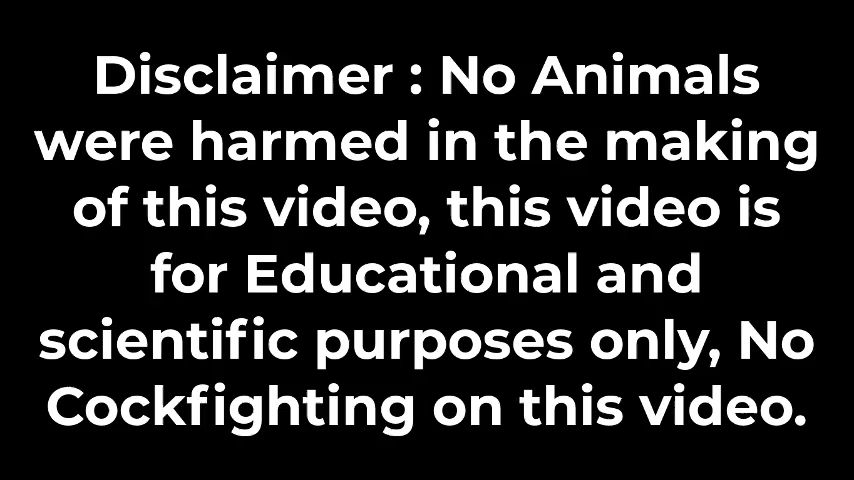 Disclaimer : No Animals
were harmed in the making
of this video, this video is
for Educational and
scientific purposes only, No
Cockfighting on this video.